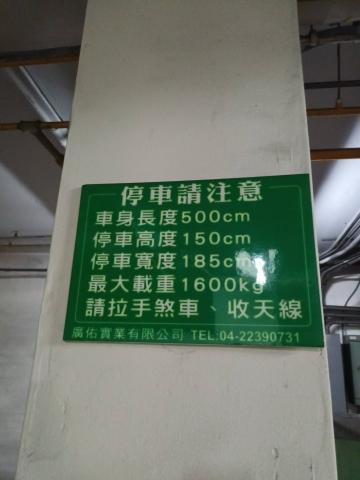 停車請注意
車身長度500cm
停車高度150cm
停車寬度185cm
最大載重1600kg
請拉手煞車、收天線
廣佑實業有限公司 TEL:04-22390731